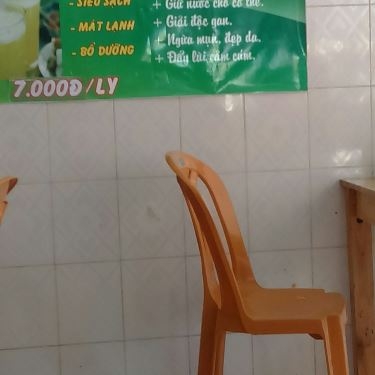 - SIÊU SẠCH
- MÁT LẠNH
- BỔ DƯỠNG
+ Giữ nước cho cơ thể.
+ Giải độc gan.
+ Ngừa mụn, đẹp da.
+ Đẩy lùi cảm cúm.
7.000Đ/LY